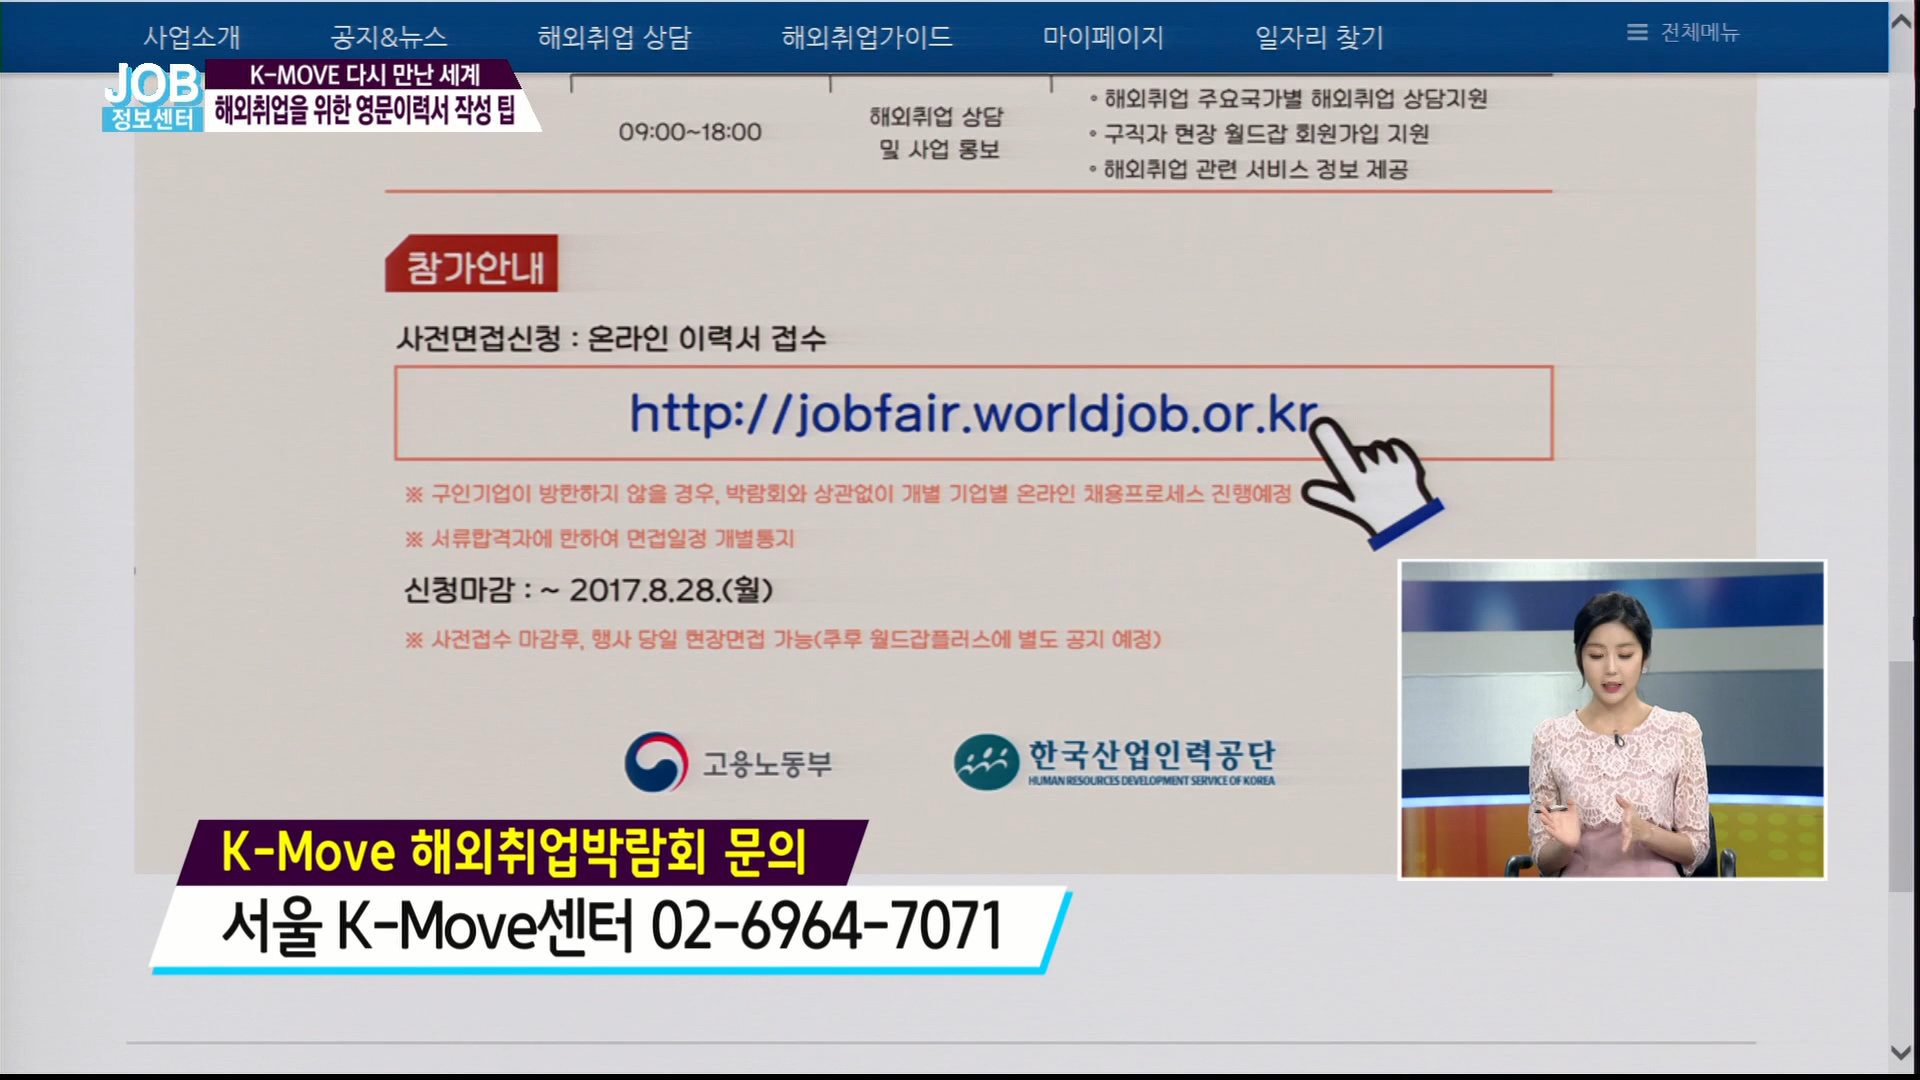 사업소개 공지&뉴스 해외취업 상담 해외취업가이드 마이페이지 일자리 찾기 전체메뉴
JOB
정보센터
K-MOVE 다시 만난 세계
해외취업을 위한 영문이력서 작성 팁
09:00~18:00
해외취업 상담
및 사업 홍보
◦ 해외취업 주요국가별 해외취업 상담지원
◦ 구직자 현장 월드잡 회원가입 지원
◦ 해외취업 관련 서비스 정보 제공
참가안내
사전면접신청 : 온라인 이력서 접수
http://jobfair.worldjob.or.kr
※ 구인기업이 방한하지 않을 경우, 박람회와 상관없이 개별 기업별 온라인 채용프로세스 진행예정
※ 서류합격자에 한하여 면접일정 개별통지
신청마감 : ~ 2017.8.28.(월)
※ 사전접수 마감후, 행사 당일 현장면접 가능(추후 월드잡플러스에 별도 공지 예정)
고용노동부
한국산업인력공단
HUMAN RESOURCES DEVELOPMENT SERVICE OF KOREA
K-Move 해외취업박람회 문의
서울 K-Move센터 02-6964-7071